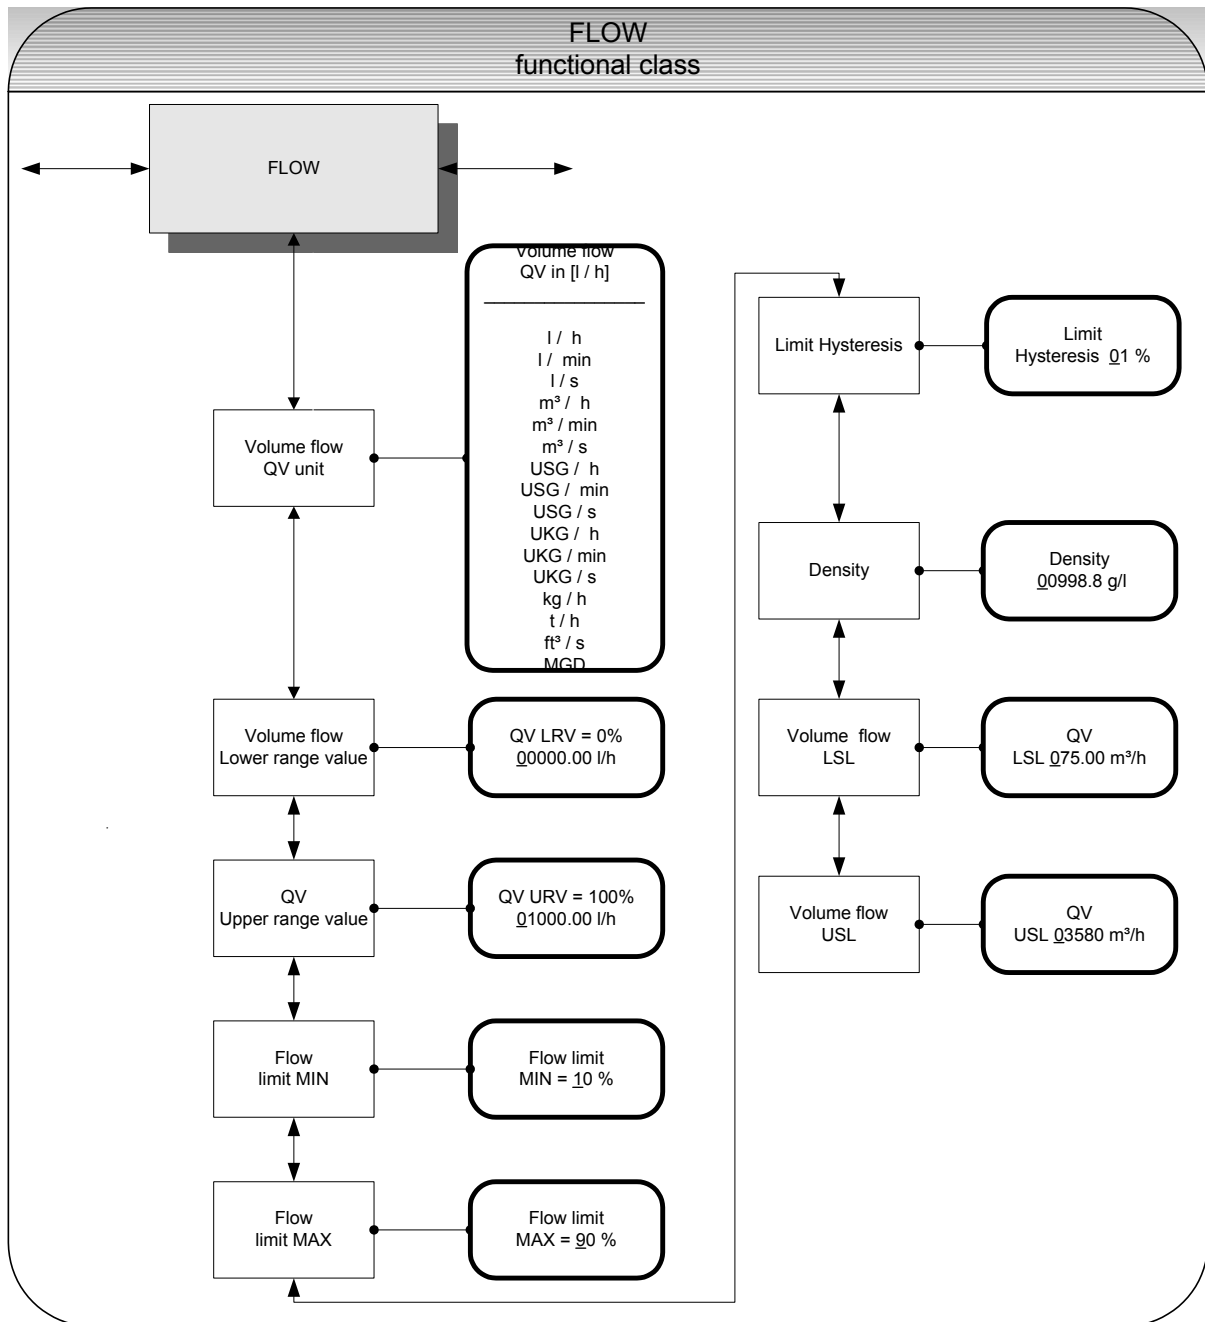 FLOW
functional class
FLOW
Volume flow
QV unit
Volume flow
QV in [l / h]
l / h
l / min
l / s
m³ / h
m³ / min
m³ / s
USG / h
USG / min
USG / s
UKG / h
UKG / min
UKG / s
kg / h
t / h
ft³ / s
MGD
Volume flow
Lower range value
QV LRV = 0%
00000.00 l/h
QV
Upper range value
QV URV = 100%
01000.00 l/h
Flow
limit MIN
Flow limit
MIN = 10 %
Flow
limit MAX
Flow limit
MAX = 90 %
Limit Hysteresis
Limit
Hysteresis 01 %
Density
Density
00998.8 g/l
Volume flow
LSL
QV
LSL 075.00 m³/h
Volume flow
USL
QV
USL 03580 m³/h